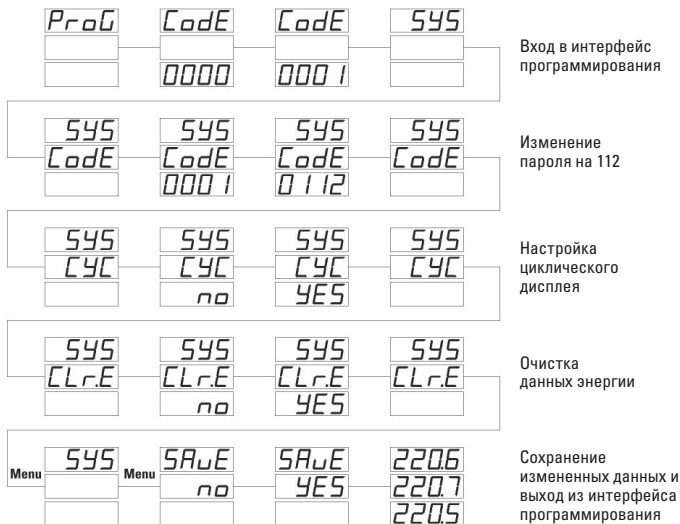 ProG CodE CodE SYS
0000 0001
Вход в интерфейс
программирования
SYS SYS SYS SYS
CodE CodE CodE CodE
0001 0112
Изменение
пароля на 112
SYS SYS SYS SYS
CYC CYC CYC CYC
no YES
Настройка
циклического
дисплея
SYS SYS SYS SYS
CLr.E CLr.E CLr.E CLr.E
no YES
Очистка
данных энергии
Menu SYS Menu SAuE SAuE 220.6
no YES 220.7
220.5
Сохранение
измененных данных и
выход из интерфейса
программирования